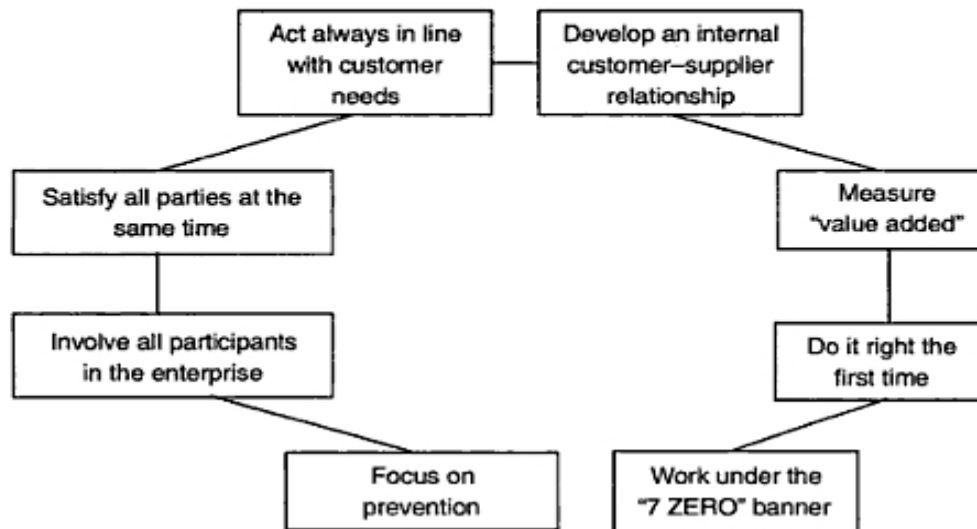 Act always in line
with customer
needs
Develop an internal
customer–supplier
relationship
Satisfy all parties at the
same time
Measure
“value added”
Involve all participants
in the enterprise
Do it right the
first time
Focus on
prevention
Work under the
“7 ZERO” banner